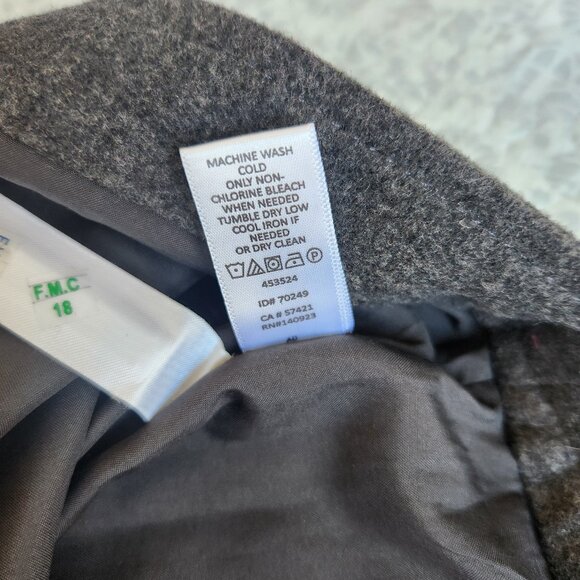 MACHINE WASH
COLD
ONLY NON-
CHLORINE BLEACH
WHEN NEEDED
TUMBLE DRY LOW
COOL IRON IF
NEEDED
OR DRY CLEAN
453524
ID# 70249
CA # 57421
RN#140923
F.M.C
18